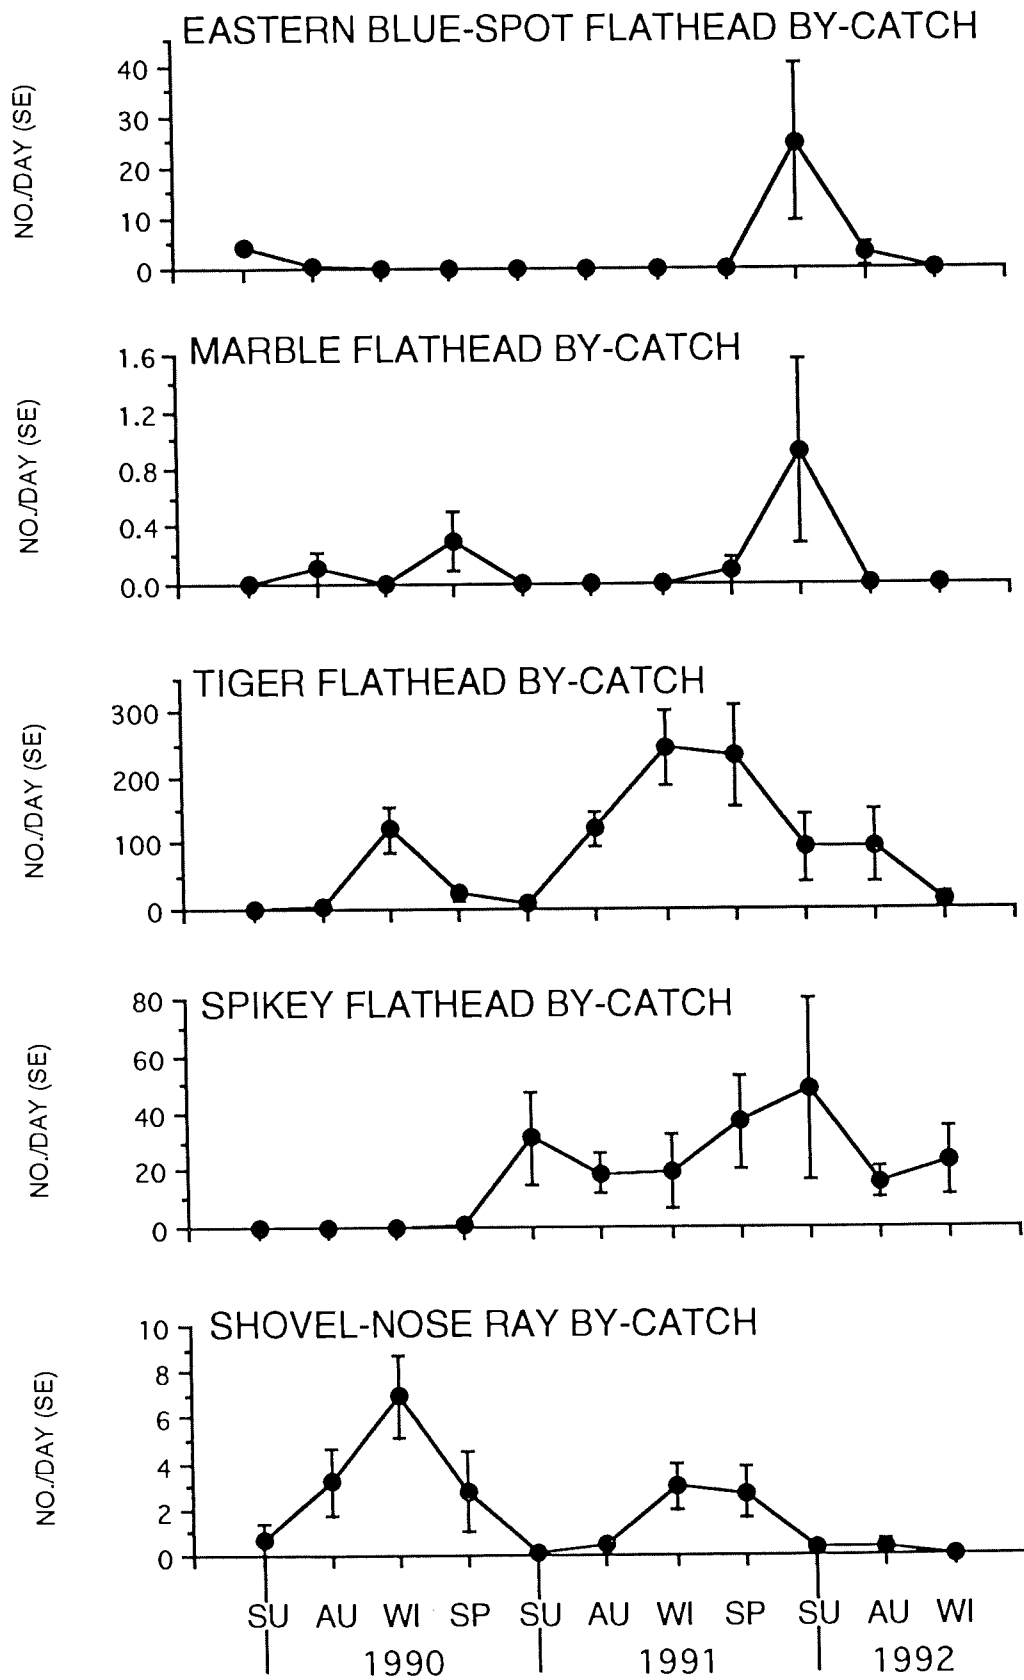 EASTERN BLUE-SPOT FLATHEAD BY-CATCH
NO./DAY (SE)
40
30
20
10
0
MARBLE FLATHEAD BY-CATCH
NO./DAY (SE)
1.6
1.2
0.8
0.4
0.0
TIGER FLATHEAD BY-CATCH
NO./DAY (SE)
300
200
100
0
SPIKEY FLATHEAD BY-CATCH
NO./DAY (SE)
80
60
40
20
0
SHOVEL-NOSE RAY BY-CATCH
NO./DAY (SE)
10
8
6
4
2
0
SU AU WI SP SU AU WI SP SU AU WI
1990 1991 1992